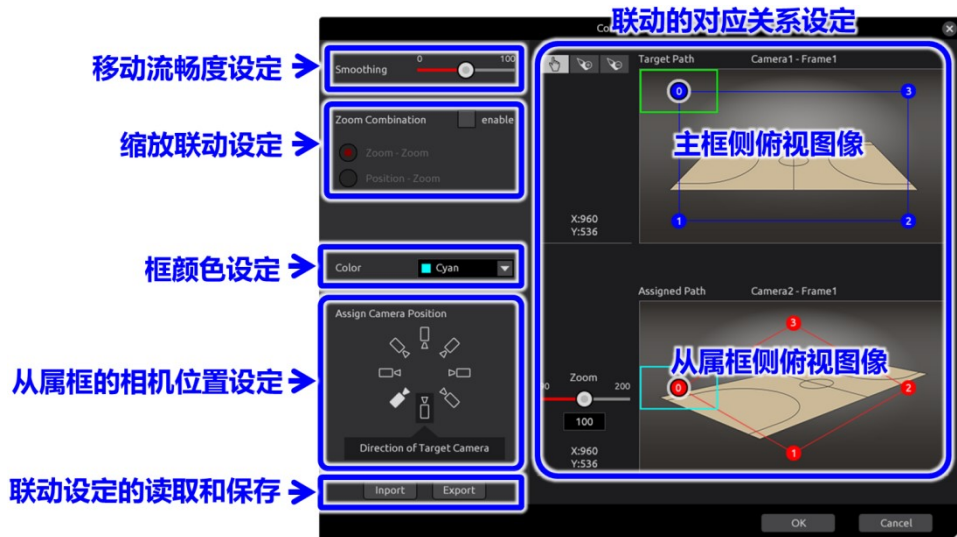 联动的对应关系设定
Co
移动流畅度设定
Smoothing
0
100
缩放联动设定
Zoom Combination
enable
Zoom - Zoom
Position - Zoom
框颜色设定
Color
Cyan
从属框的相机位置设定
Assign Camera Position
Direction of Target Camera
联动设定的读取和保存
Inport
Export
Target Path
Camera1 - Frame1
0
3
主框侧俯视图像
1
2
X:960
Y:536
Assigned Path
Camera2 - Frame1
3
从属框侧俯视图像
0
2
1
Zoom
00
200
100
X:960
Y:536
OK
Cancel